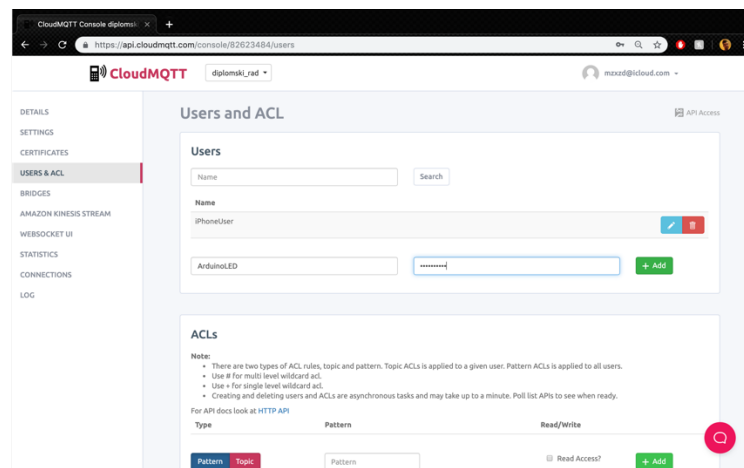 CloudMQTT Console diplomsk
https://api.cloudmqtt.com/console/82623484/users
CloudMQTT
diplomski_rad
mzxzd@icloud.com
DETAILS
SETTINGS
CERTIFICATES
USERS & ACL
BRIDGES
AMAZON KINESIS STREAM
WEBSOCKET UI
STATISTICS
CONNECTIONS
LOG
Users and ACL
API Access
Users
Name
Search
Name
iPhoneUser
ArduinoLED
••••••••••
+ Add
ACLs
Note:
• There are two types of ACL rules, topic and pattern. Topic ACLs is applied to a given user. Pattern ACLs is applied to all users.
• Use # for multi level wildcard acl.
• Use + for single level wildcard acl.
• Creating and deleting users and ACLs are asynchronous tasks and may take up to a minute. Poll list APIs to see when ready.
For API docs look at HTTP API
Type Pattern Read/Write
Pattern Topic
Pattern
Read Access?
+ Add